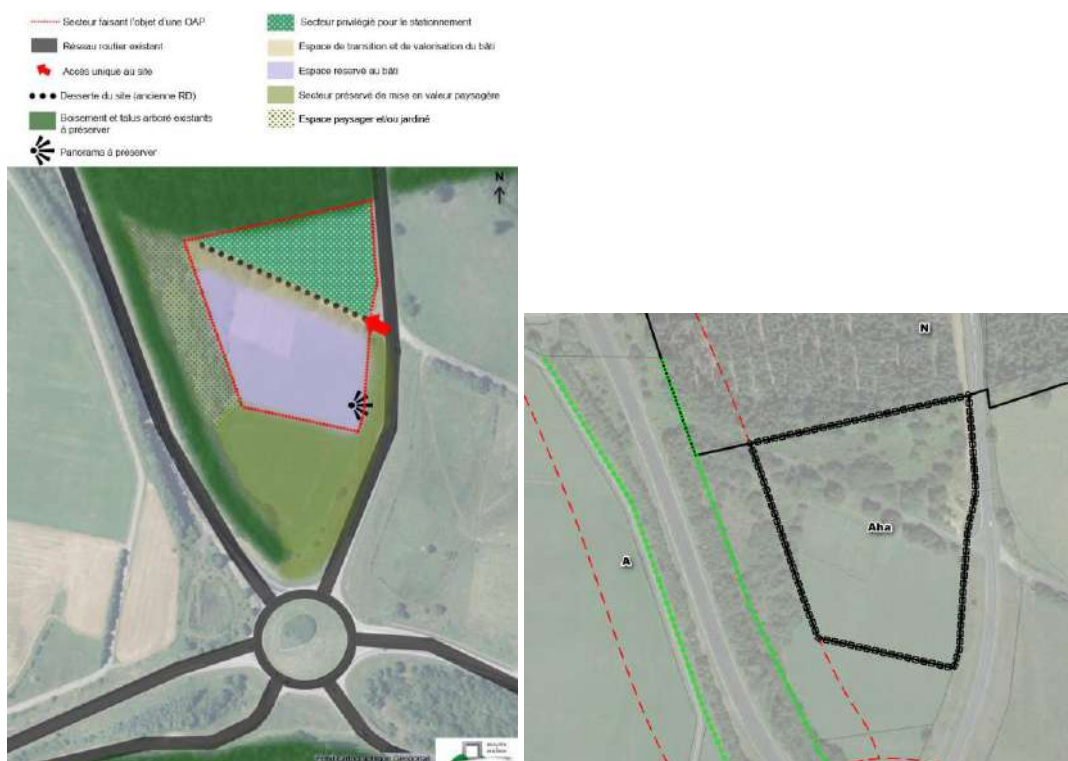 Secteur faisant l'objet d'une OAP
Réseau routier existant
Accès unique au site
Desserte du site (ancienne RD)
Boisement et talus arboré existants
à préserver
Panorama à préserver
Secteur privilégié pour le stationnement
Espace de transition et de valorisation du bâti
Espace réservé au bâti
Secteur préservé de mise en valeur paysagère
Espace paysager et/ou jardiné
N
N
Aha
A